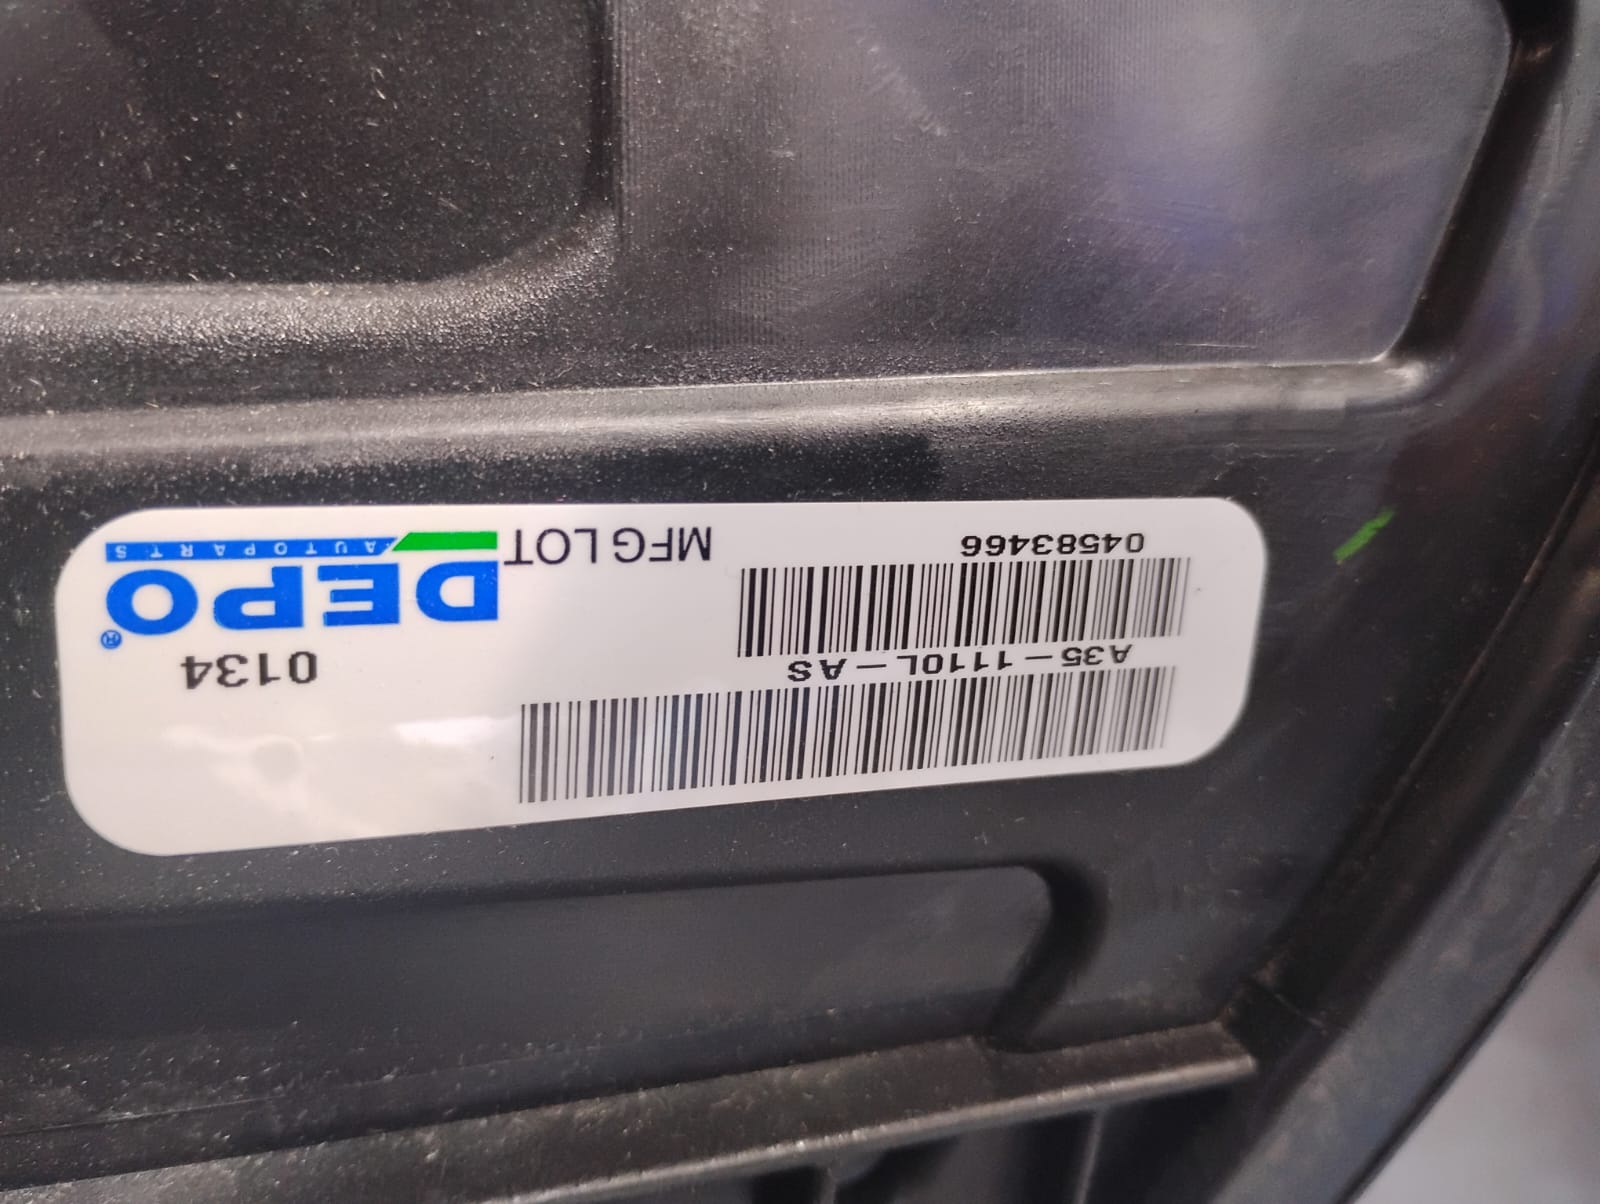 A35-1110L-AS
04583466
MFG LOT
0134
DEPO®
AUTOPARTS